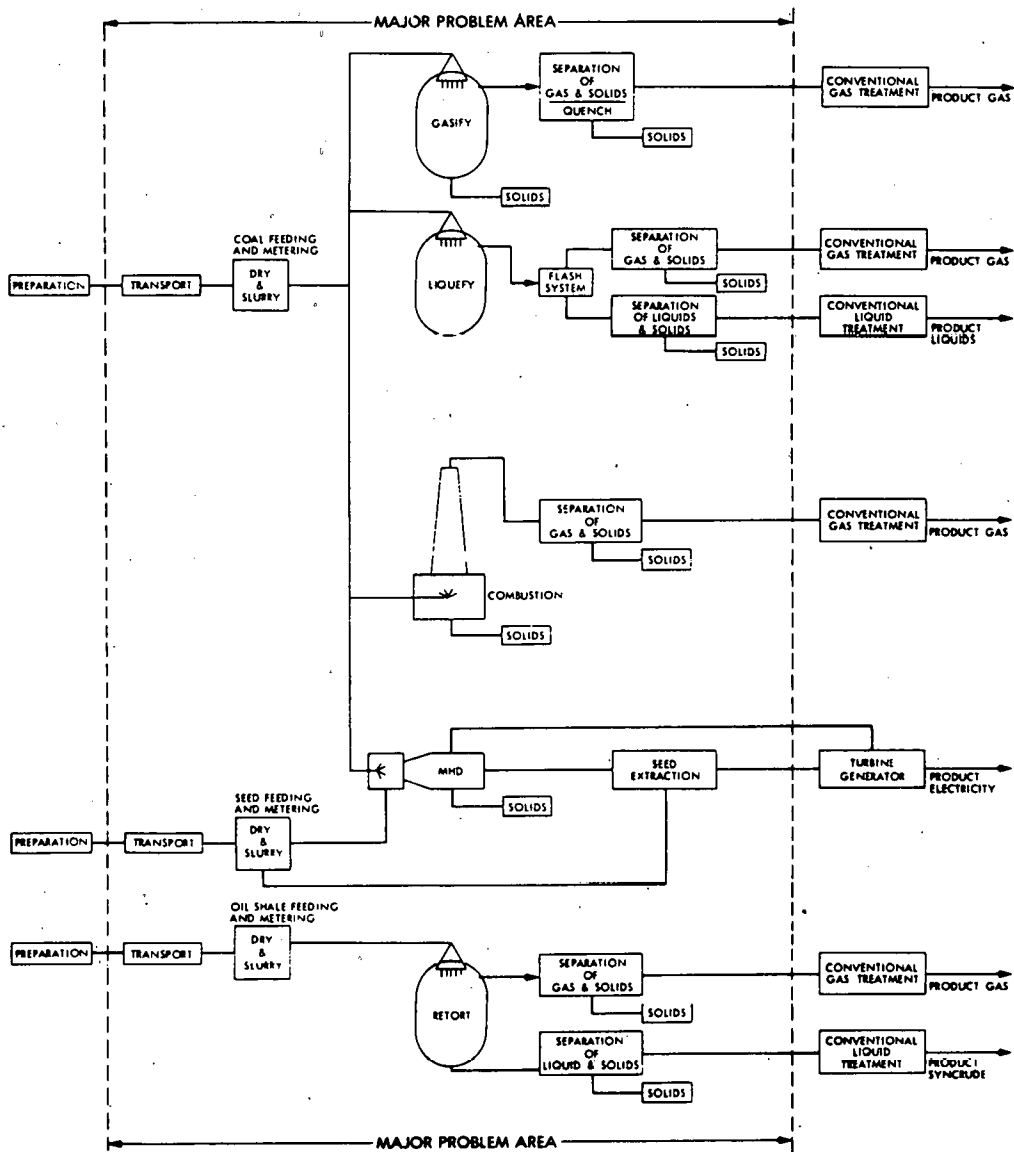 MAJOR PROBLEM AREA
SEPARATION
OF
GAS & SOLIDS
QUENCH
CONVENTIONAL
GAS TREATMENT
PRODUCT GAS
GASIFY
SOLIDS
SOLIDS
COAL FEEDING
AND METERING
PREPARATION
TRANSPORT
DRY
&
SLURRY
LIQUEFY
FLASH
SYSTEM
SEPARATION
OF
GAS & SOLIDS
SOLIDS
CONVENTIONAL
GAS TREATMENT
PRODUCT GAS
SEPARATION
OF LIQUIDS
& SOLIDS
SOLIDS
CONVENTIONAL
LIQUID
TREATMENT
PRODUCT
LIQUIDS
SEPARATION
OF
GAS & SOLIDS
SOLIDS
CONVENTIONAL
GAS TREATMENT
PRODUCT GAS
COMBUSTION
SOLIDS
MHD
SOLIDS
SEED
EXTRACTION
TURBINE
GENERATOR
PRODUCT
ELECTRICITY
SEED FEEDING
AND METERING
PREPARATION
TRANSPORT
DRY
&
SLURRY
OIL SHALE FEEDING
AND METERING
PREPARATION
TRANSPORT
DRY
&
SLURRY
RETORT
SEPARATION
OF
GAS & SOLIDS
SOLIDS
CONVENTIONAL
GAS TREATMENT
PRODUCT GAS
SEPARATION
OF
LIQUID & SOLIDS
SOLIDS
CONVENTIONAL
LIQUID
TREATMENT
PRODUCT
SYNCRUDE
MAJOR PROBLEM AREA